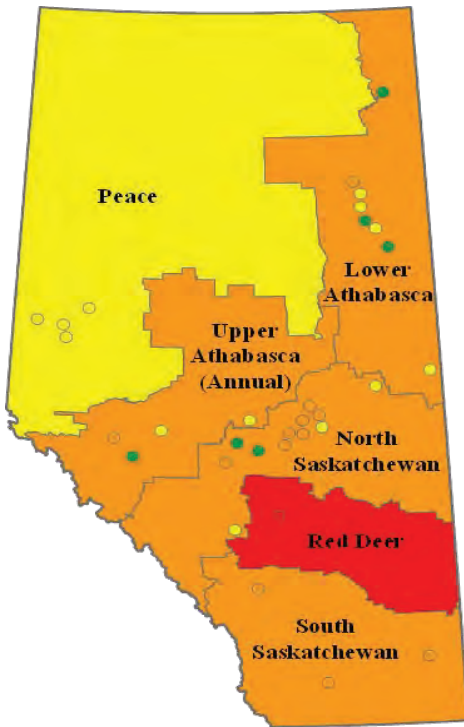 Peace
Lower
Athabasca
Upper
Athabasca
(Annual)
North
Saskatchewan
Red Deer
South
Saskatchewan